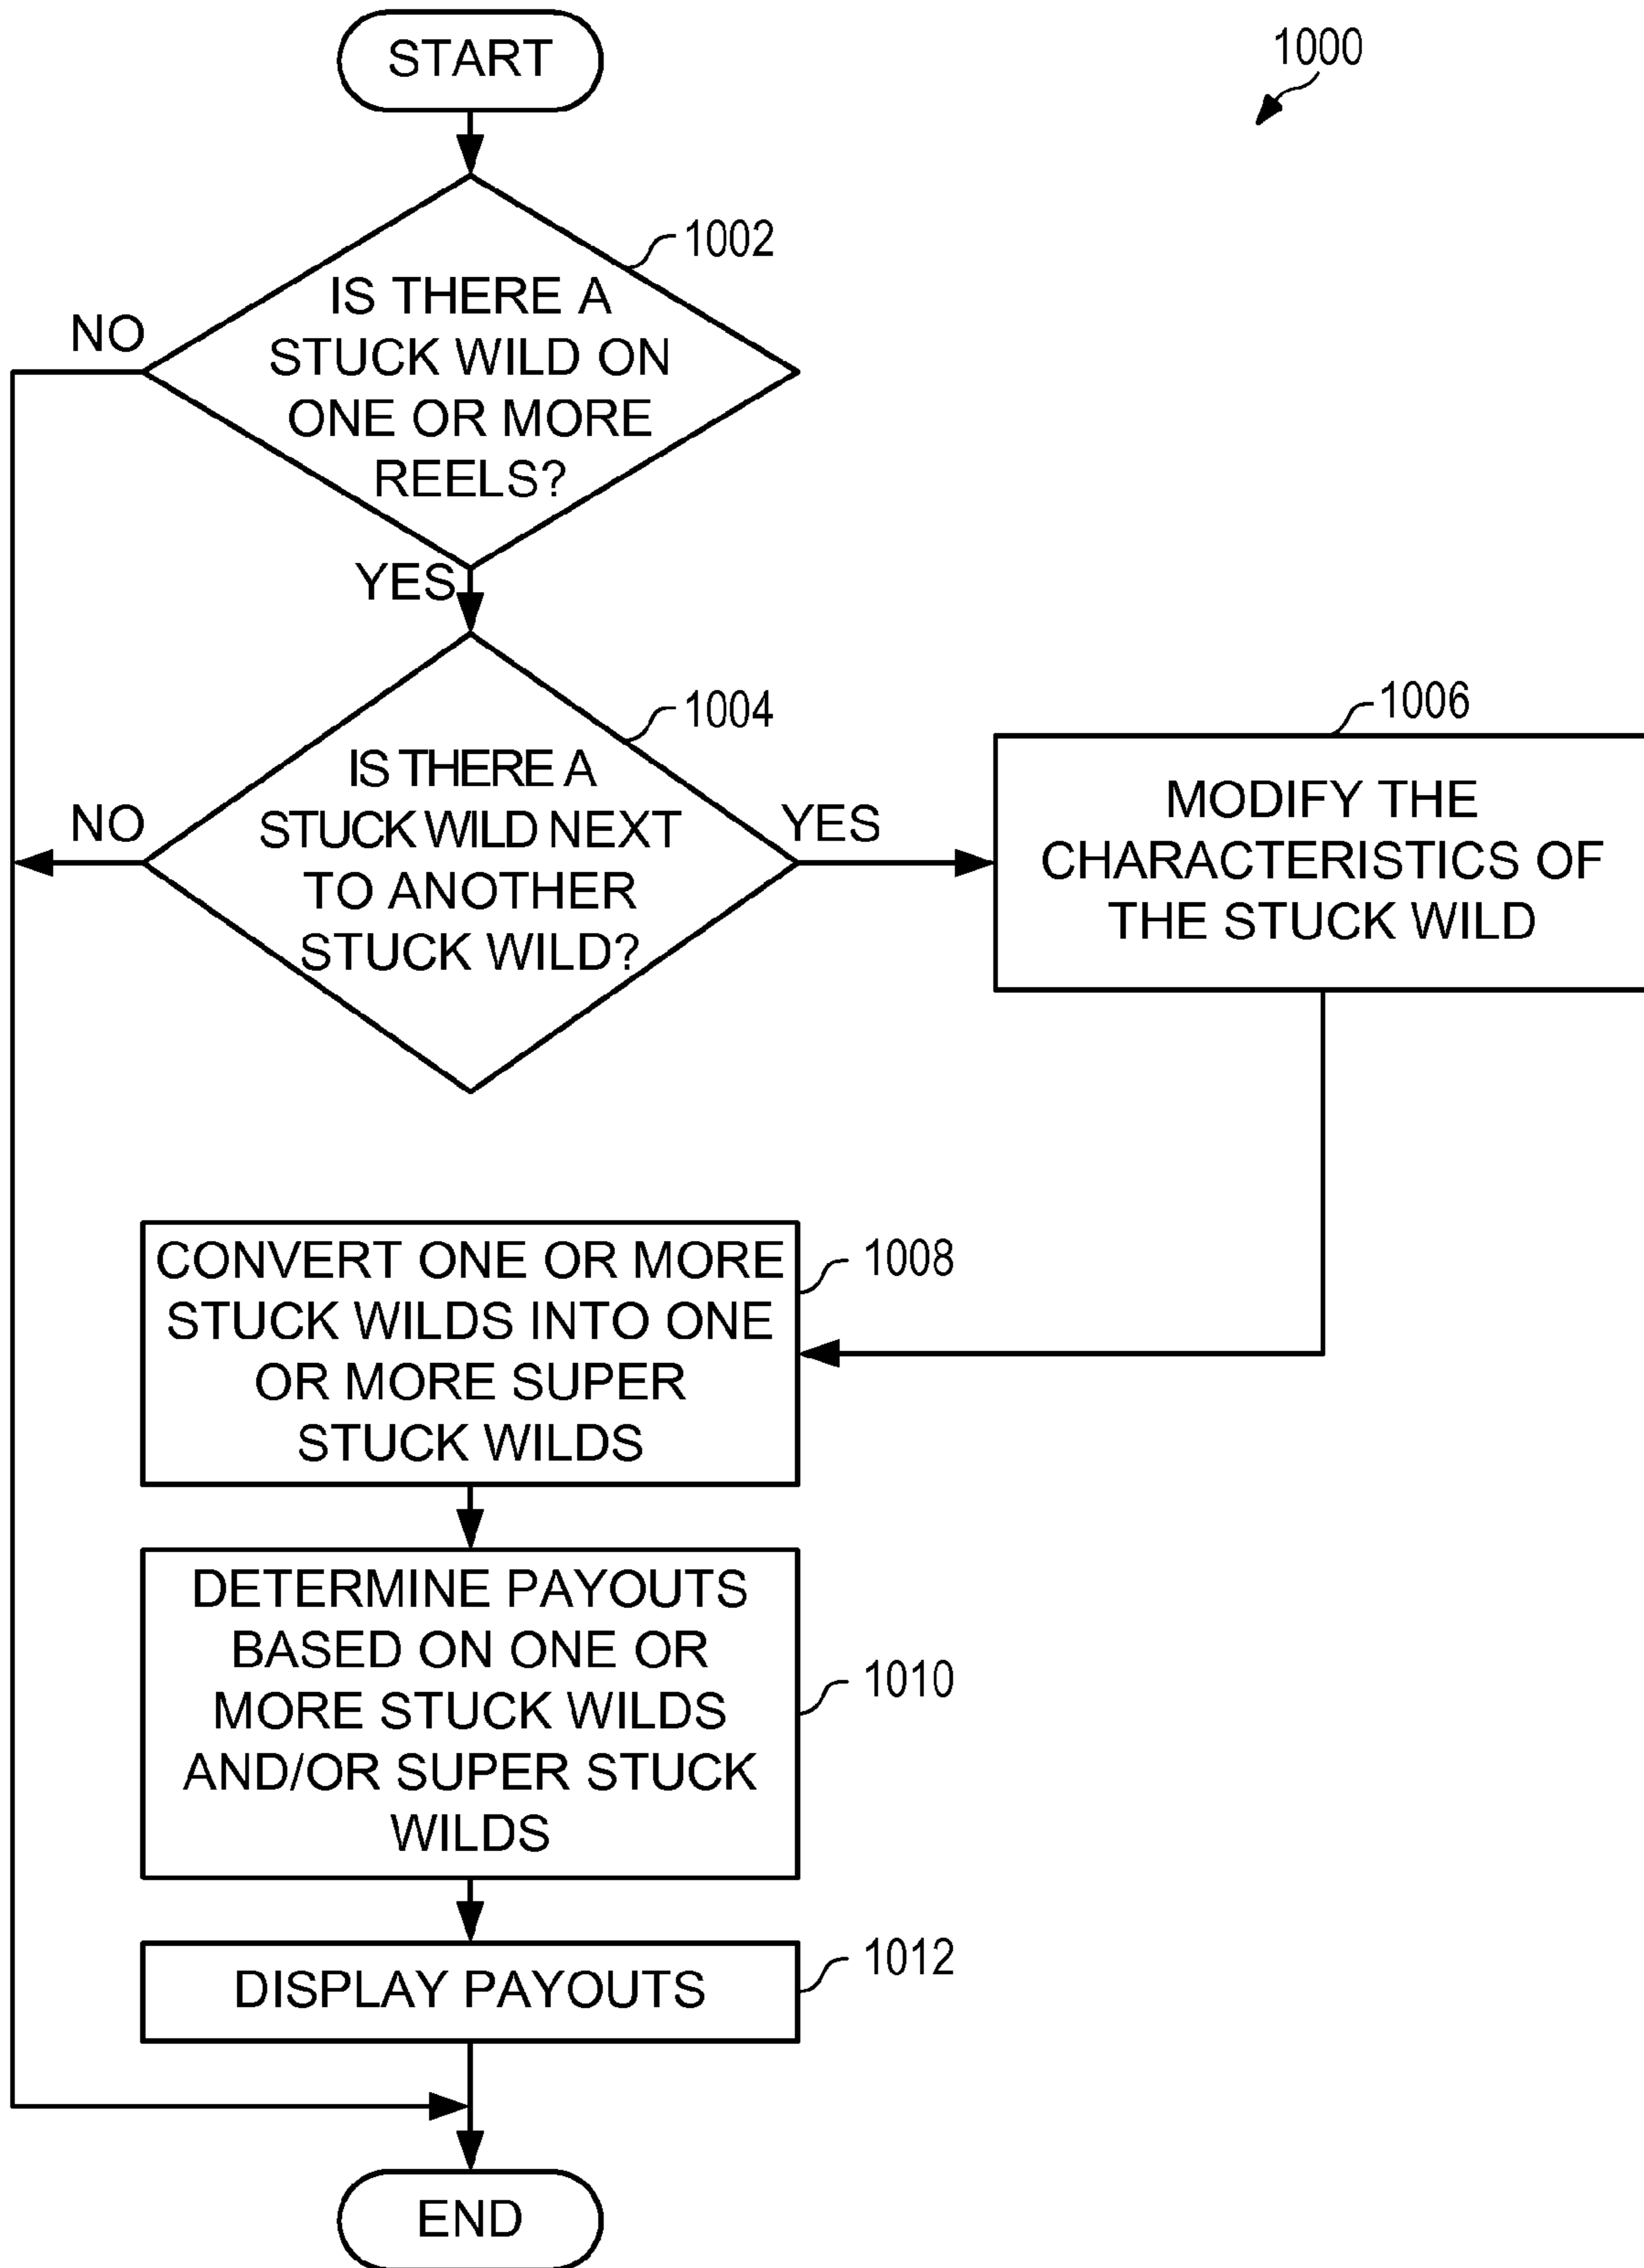 START
1000
1002
IS THERE A
STUCK WILD ON
ONE OR MORE
REELS?
NO
YES
1004
IS THERE A
STUCK WILD NEXT
TO ANOTHER
STUCK WILD?
NO
YES
1006
MODIFY THE
CHARACTERISTICS OF
THE STUCK WILD
CONVERT ONE OR MORE
STUCK WILDS INTO ONE
OR MORE SUPER
STUCK WILDS
1008
DETERMINE PAYOUTS
BASED ON ONE OR
MORE STUCK WILDS
AND/OR SUPER STUCK
WILDS
1010
DISPLAY PAYOUTS
1012
END